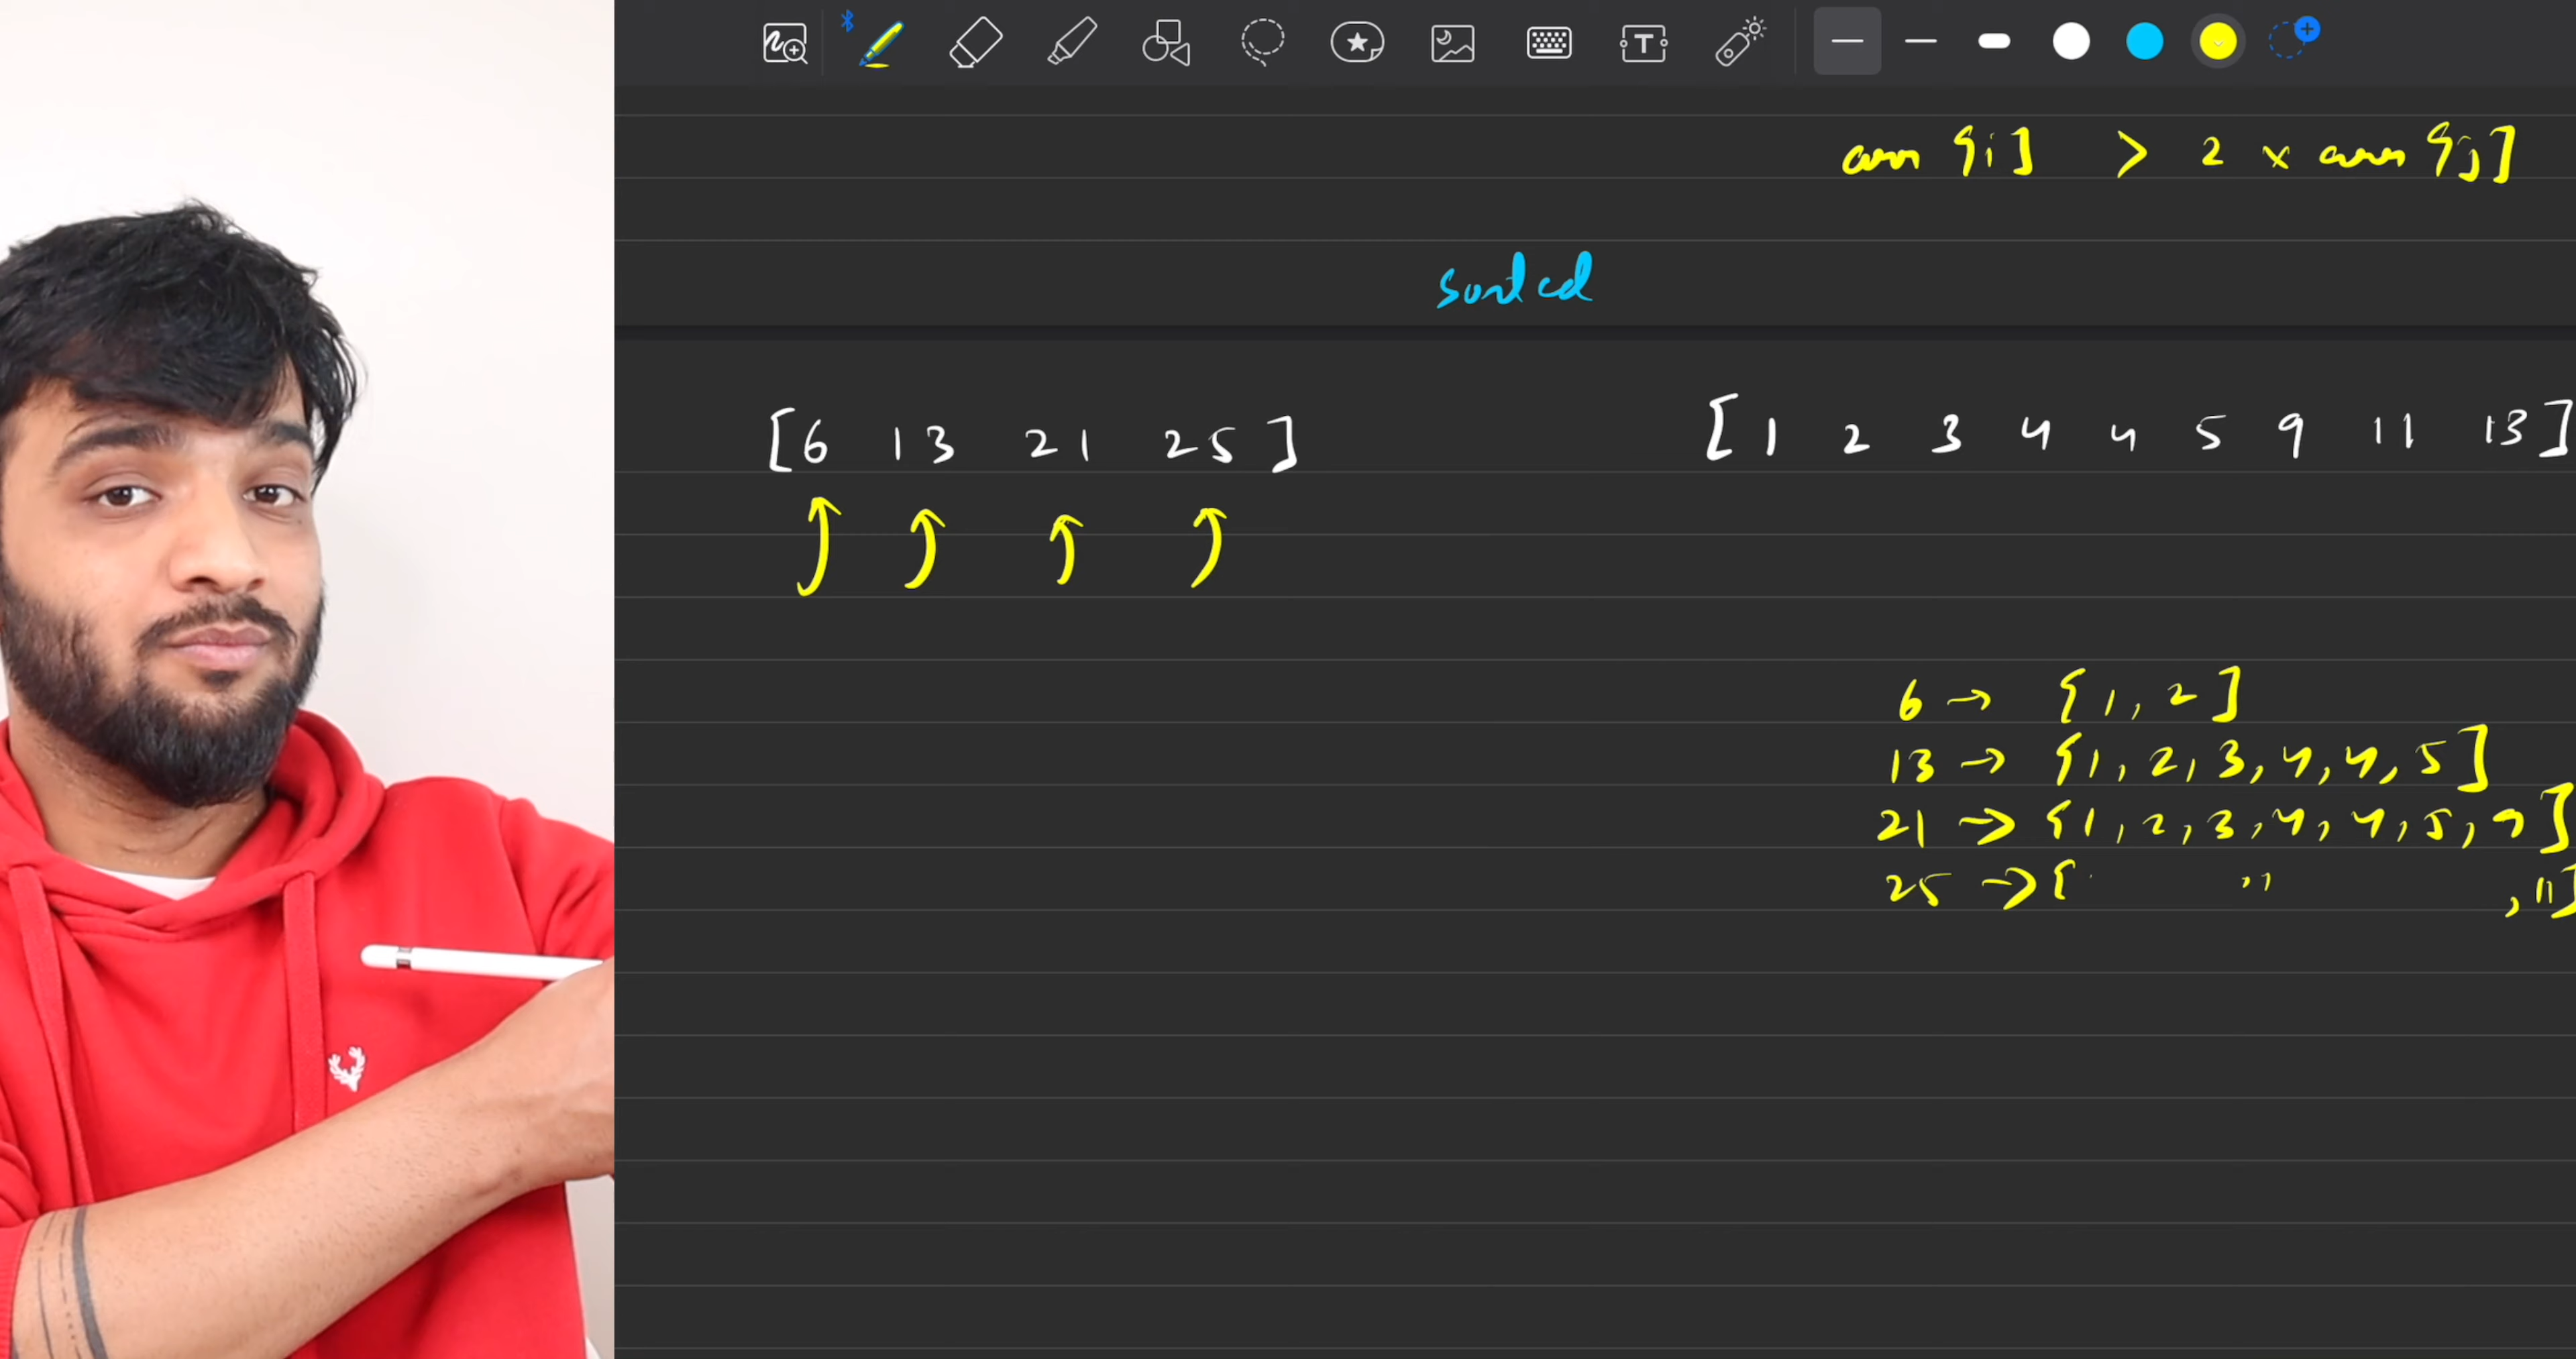 arr [i] > 2 x arr [j]
sorted
[6 13 21 25]
[1 2 3 4 4 5 9 11 13]
6 → [1, 2]
13 → [1, 2, 3, 4, 4, 5]
21 → [1, 2, 3, 4, 4, 5, 9]
25 → [ " , 11]